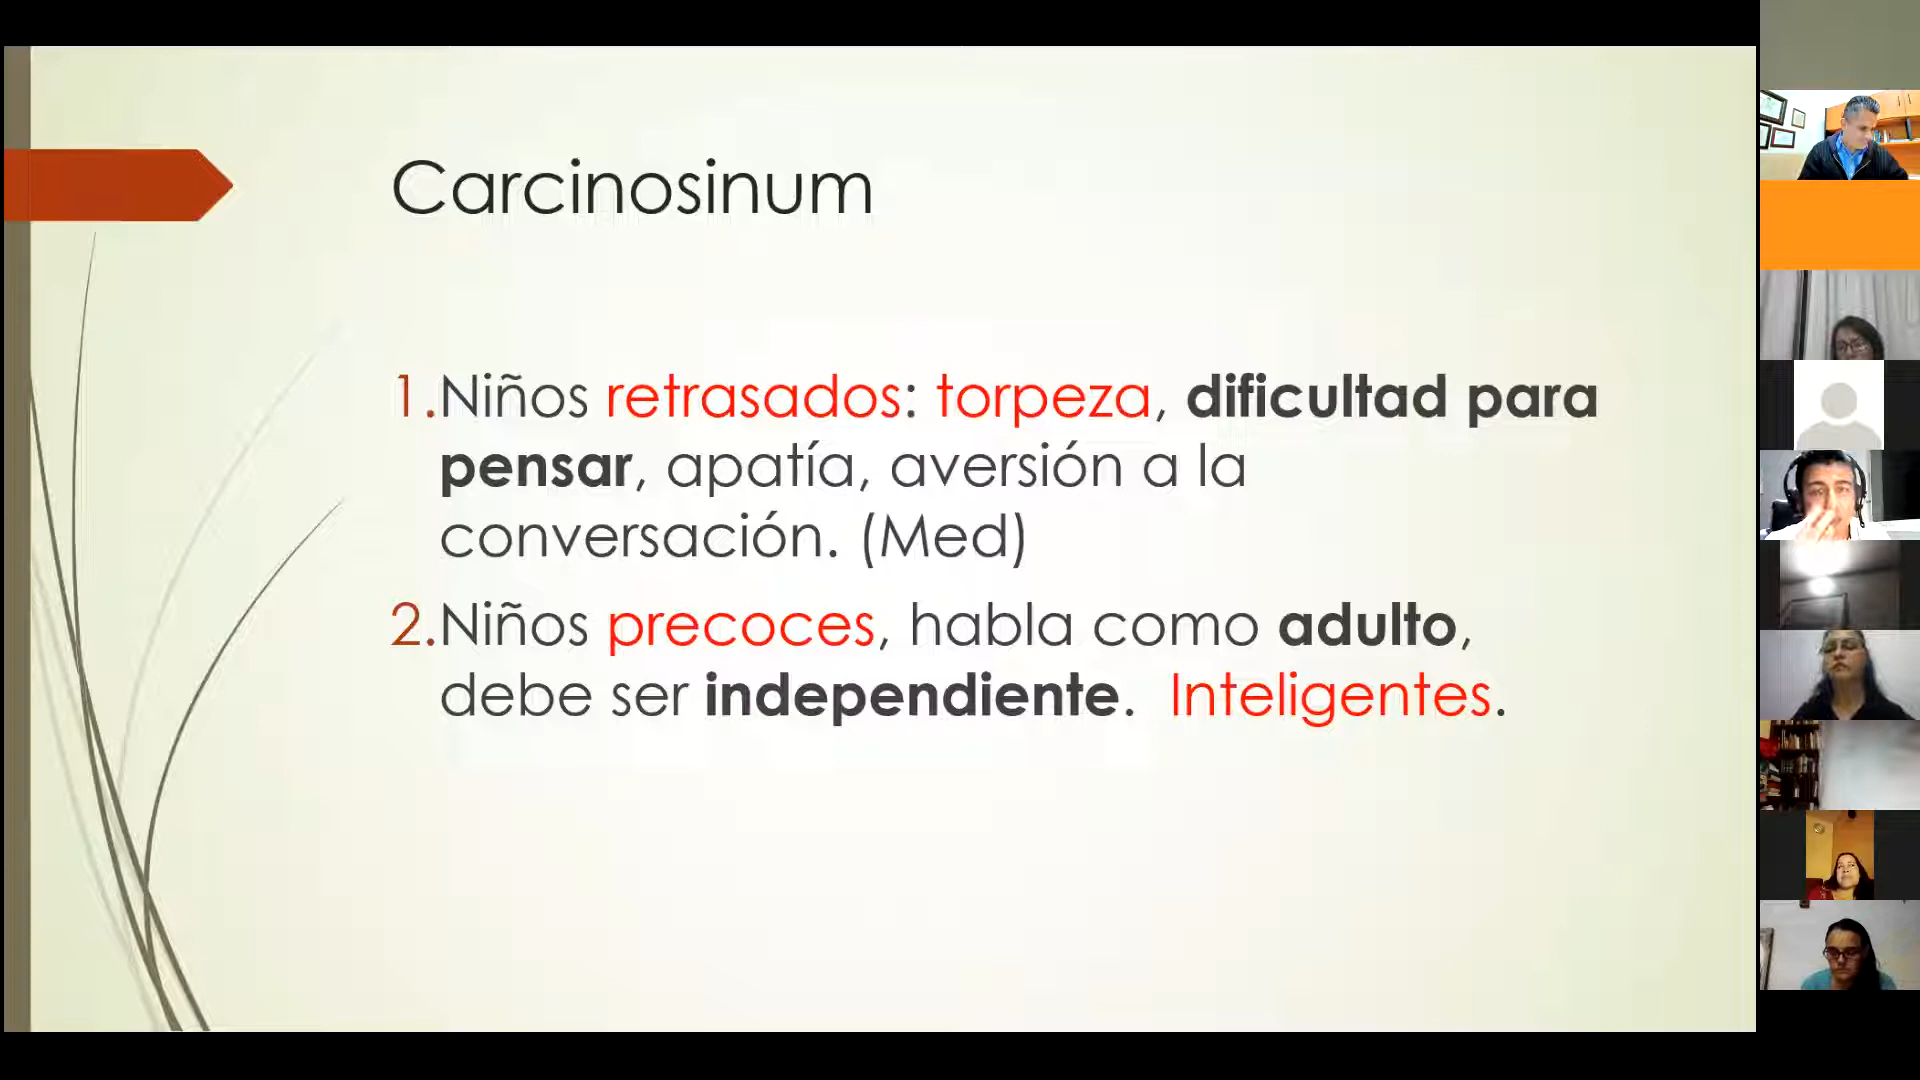 Carcinosinum
1.Niños retrasados: torpeza, dificultad para
pensar, apatía, aversión a la
conversación. (Med)
2.Niños precoces, habla como adulto,
debe ser independiente.  Inteligentes.